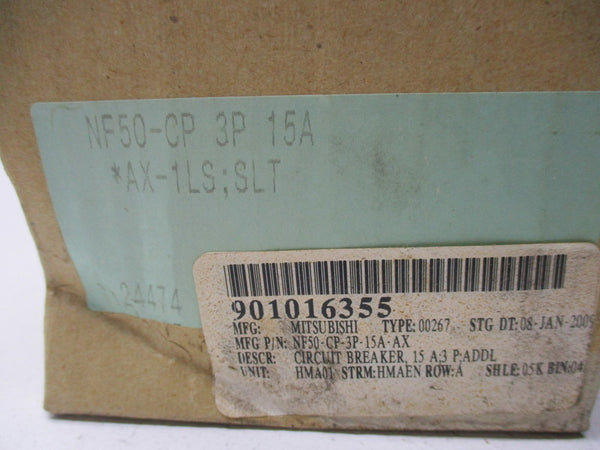 NF50-CP 3P 15A
*AX-1LS;SLT
24474
901016355
MFG: MITSUBISHI TYPE: 00267 STG DT: 08-JAN-2009
MFG P/N: NF50-CP-3P-15A-AX
DESCR: CIRCUIT BREAKER, 15 A;3 P;ADDL
UNIT: HMA01 STRM:HMAEN ROW:A SHLF: 05K BIN:04